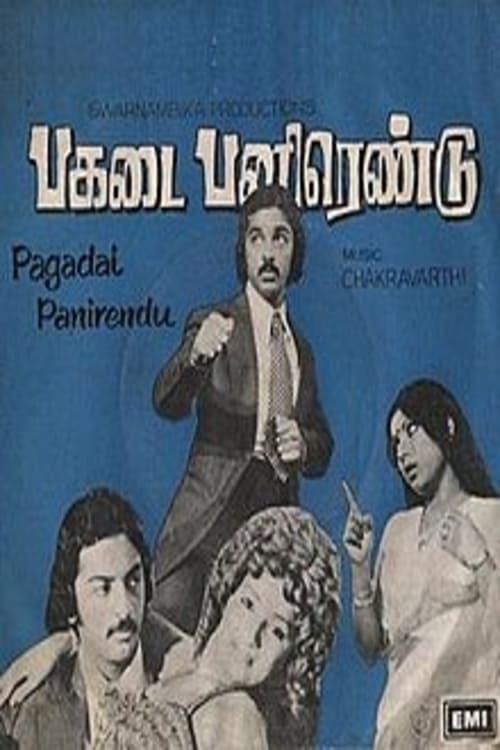 SWARNAMBIKA PRODUCTIONS
பகடை பனிரெண்டு
Pagadai
Panirendu
MUSIC
CHAKRAVARTHI
EMI